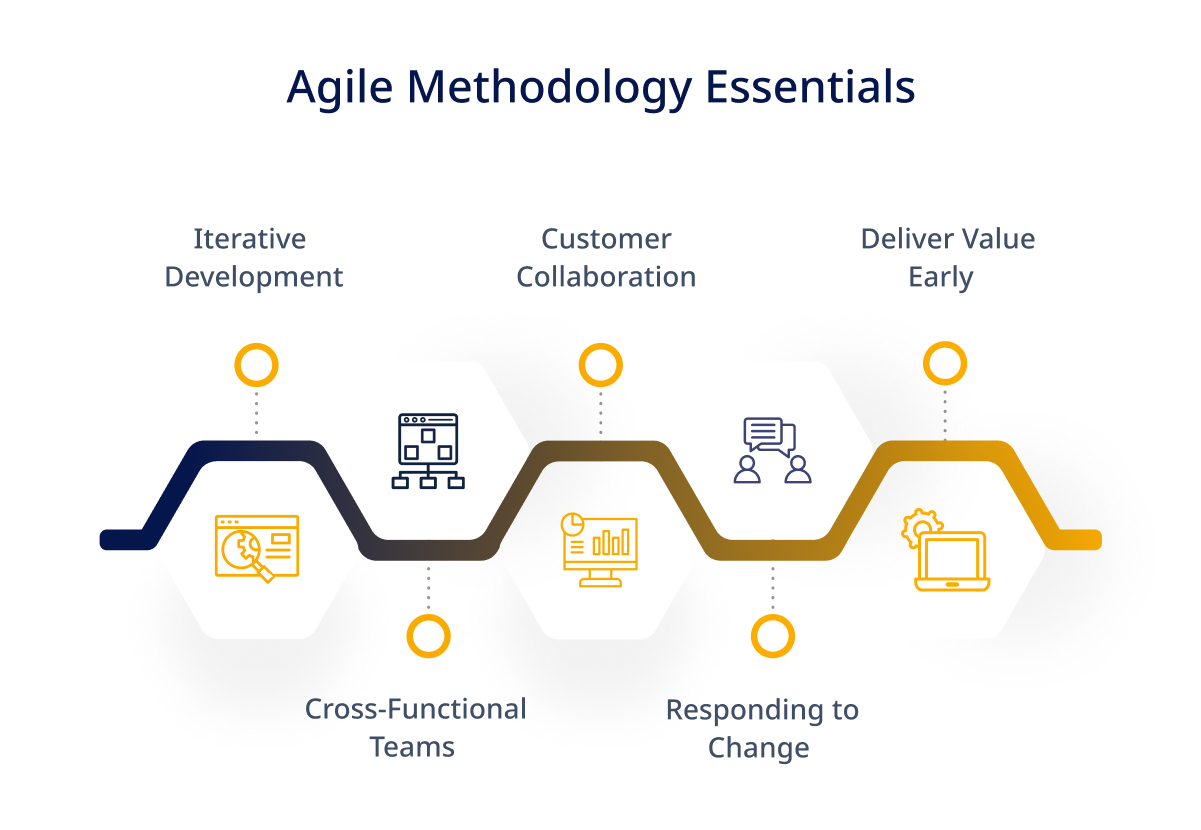 Agile Methodology Essentials
Iterative
Development
Customer
Collaboration
Deliver Value
Early
Cross-Functional
Teams
Responding to
Change